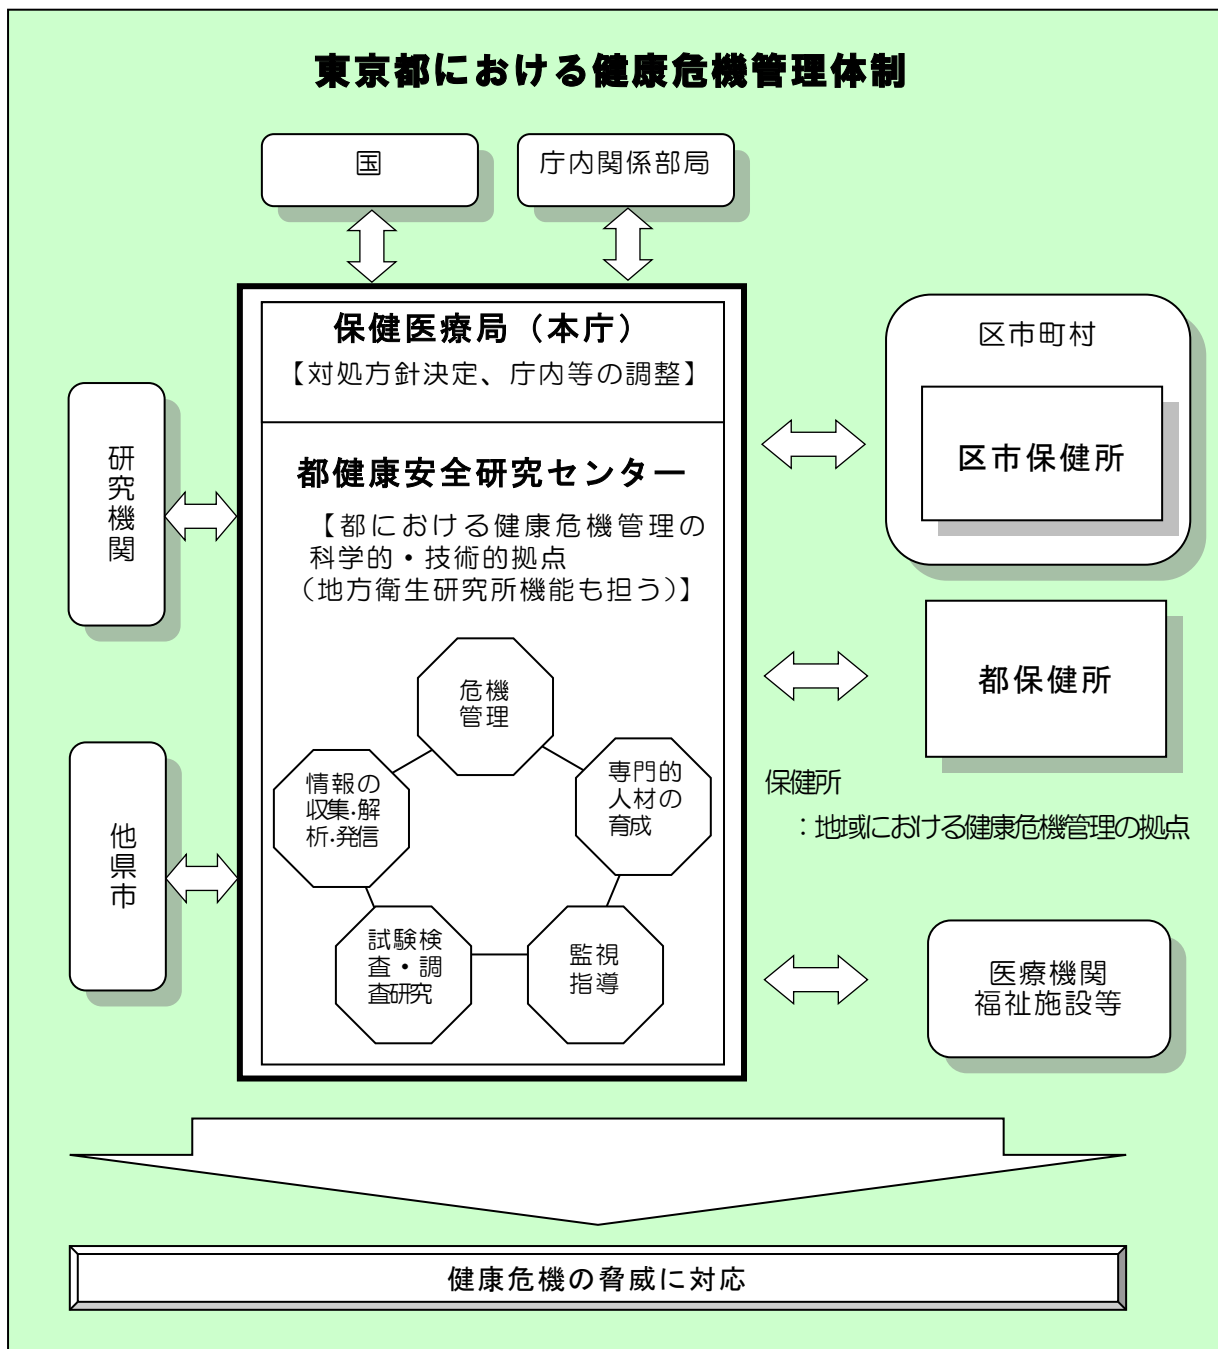 東京都における健康危機管理体制
国
庁内関係部局
保健医療局（本庁）
【対処方針決定、庁内等の調整】
都健康安全研究センター
【都における健康危機管理の
科学的・技術的拠点
（地方衛生研究所機能も担う）】
危機
管理
情報の
収集・解
析・発信
専門的
人材の
育成
試験検
査・調
査研究
監視
指導
研究機関
他県市
区市町村
区市保健所
都保健所
保健所
：地域における健康危機管理の拠点
医療機関
福祉施設等
健康危機の脅威に対応